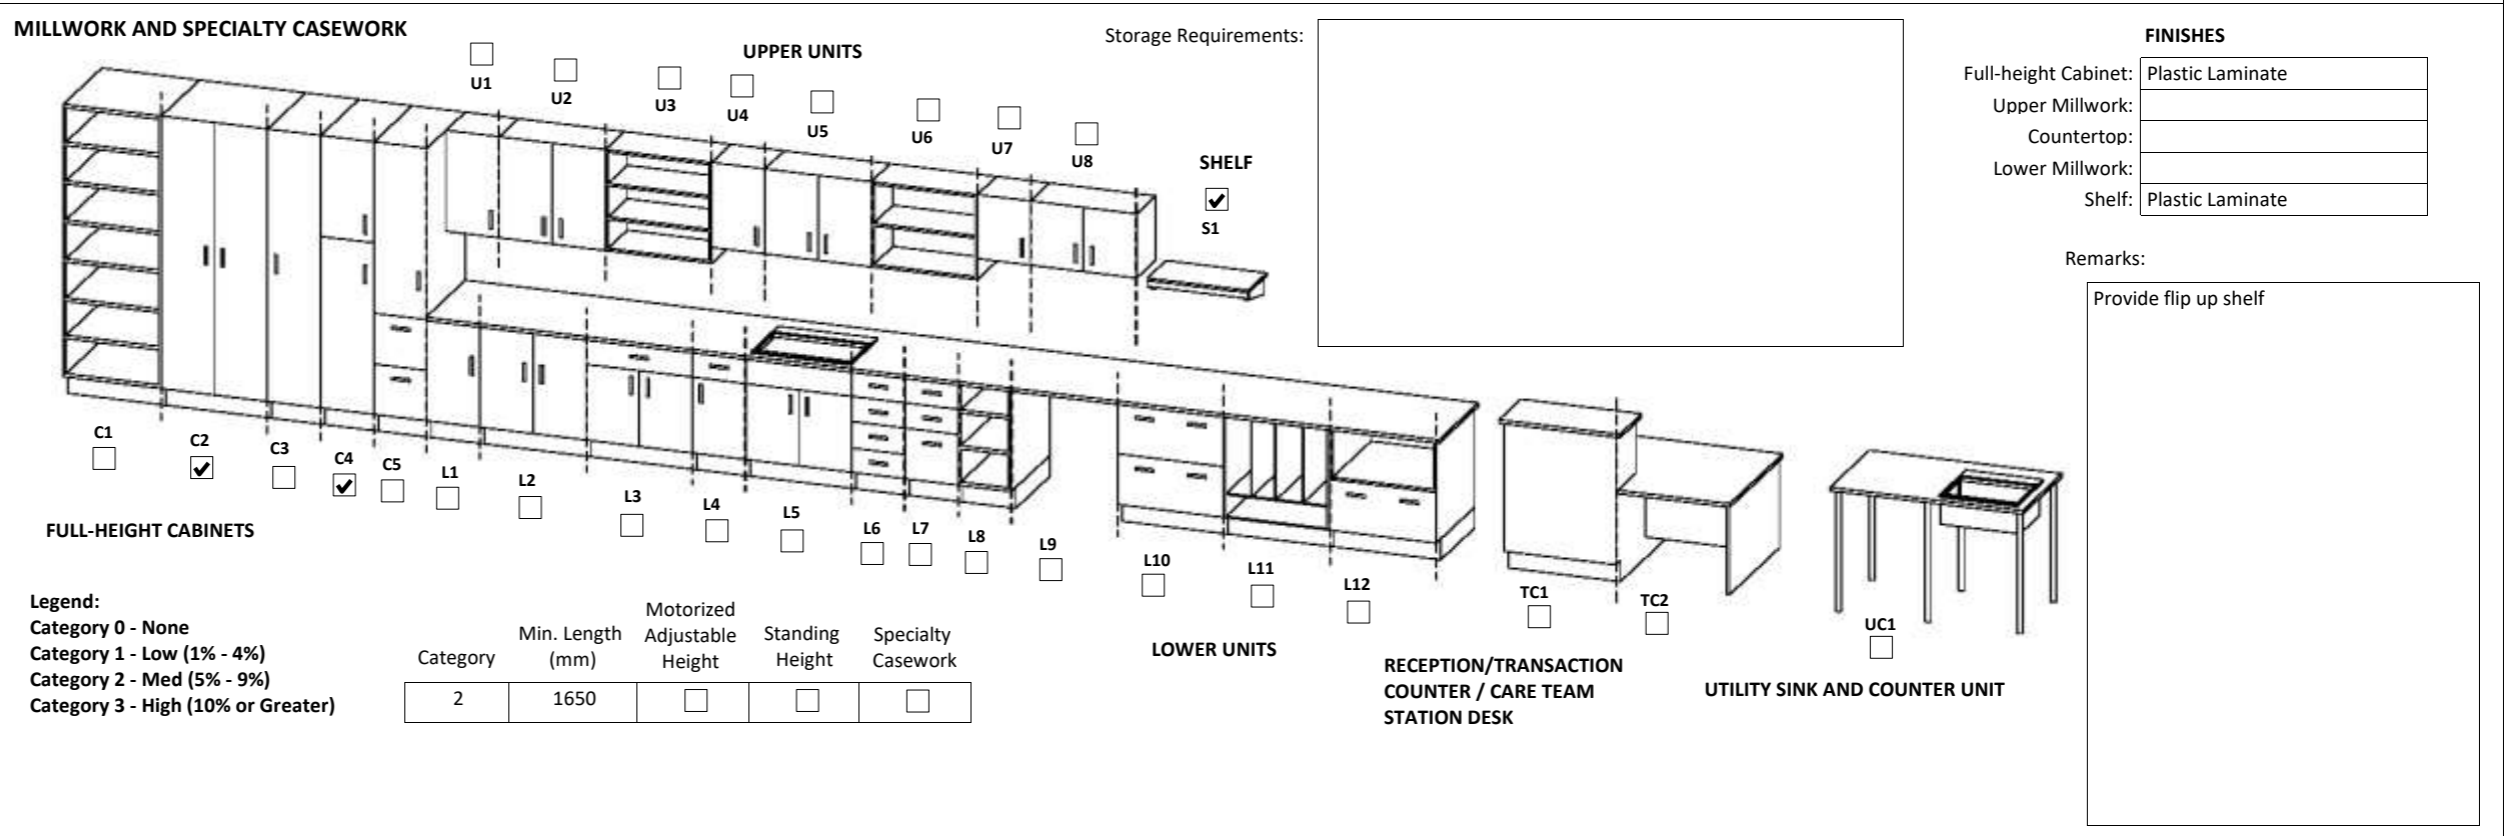 MILLWORK AND SPECIALTY CASEWORK
UPPER UNITS
U1
U2
U3
U4
U5
U6
U7
U8
SHELF
S1
Storage Requirements:
FINISHES
Full-height Cabinet: Plastic Laminate
Upper Millwork:
Countertop:
Lower Millwork:
Shelf: Plastic Laminate
Remarks:
Provide flip up shelf
C1
C2
C3
C4
C5
L1
L2
L3
L4
L5
L6
L7
L8
L9
L10
L11
L12
TC1
TC2
UC1
FULL-HEIGHT CABINETS
LOWER UNITS
RECEPTION/TRANSACTION
COUNTER / CARE TEAM
STATION DESK
UTILITY SINK AND COUNTER UNIT
Legend:
Category 0 - None
Category 1 - Low (1% - 4%)
Category 2 - Med (5% - 9%)
Category 3 - High (10% or Greater)
Category
Min. Length
(mm)
Motorized
Adjustable
Height
Standing
Height
Specialty
Casework
2
1650